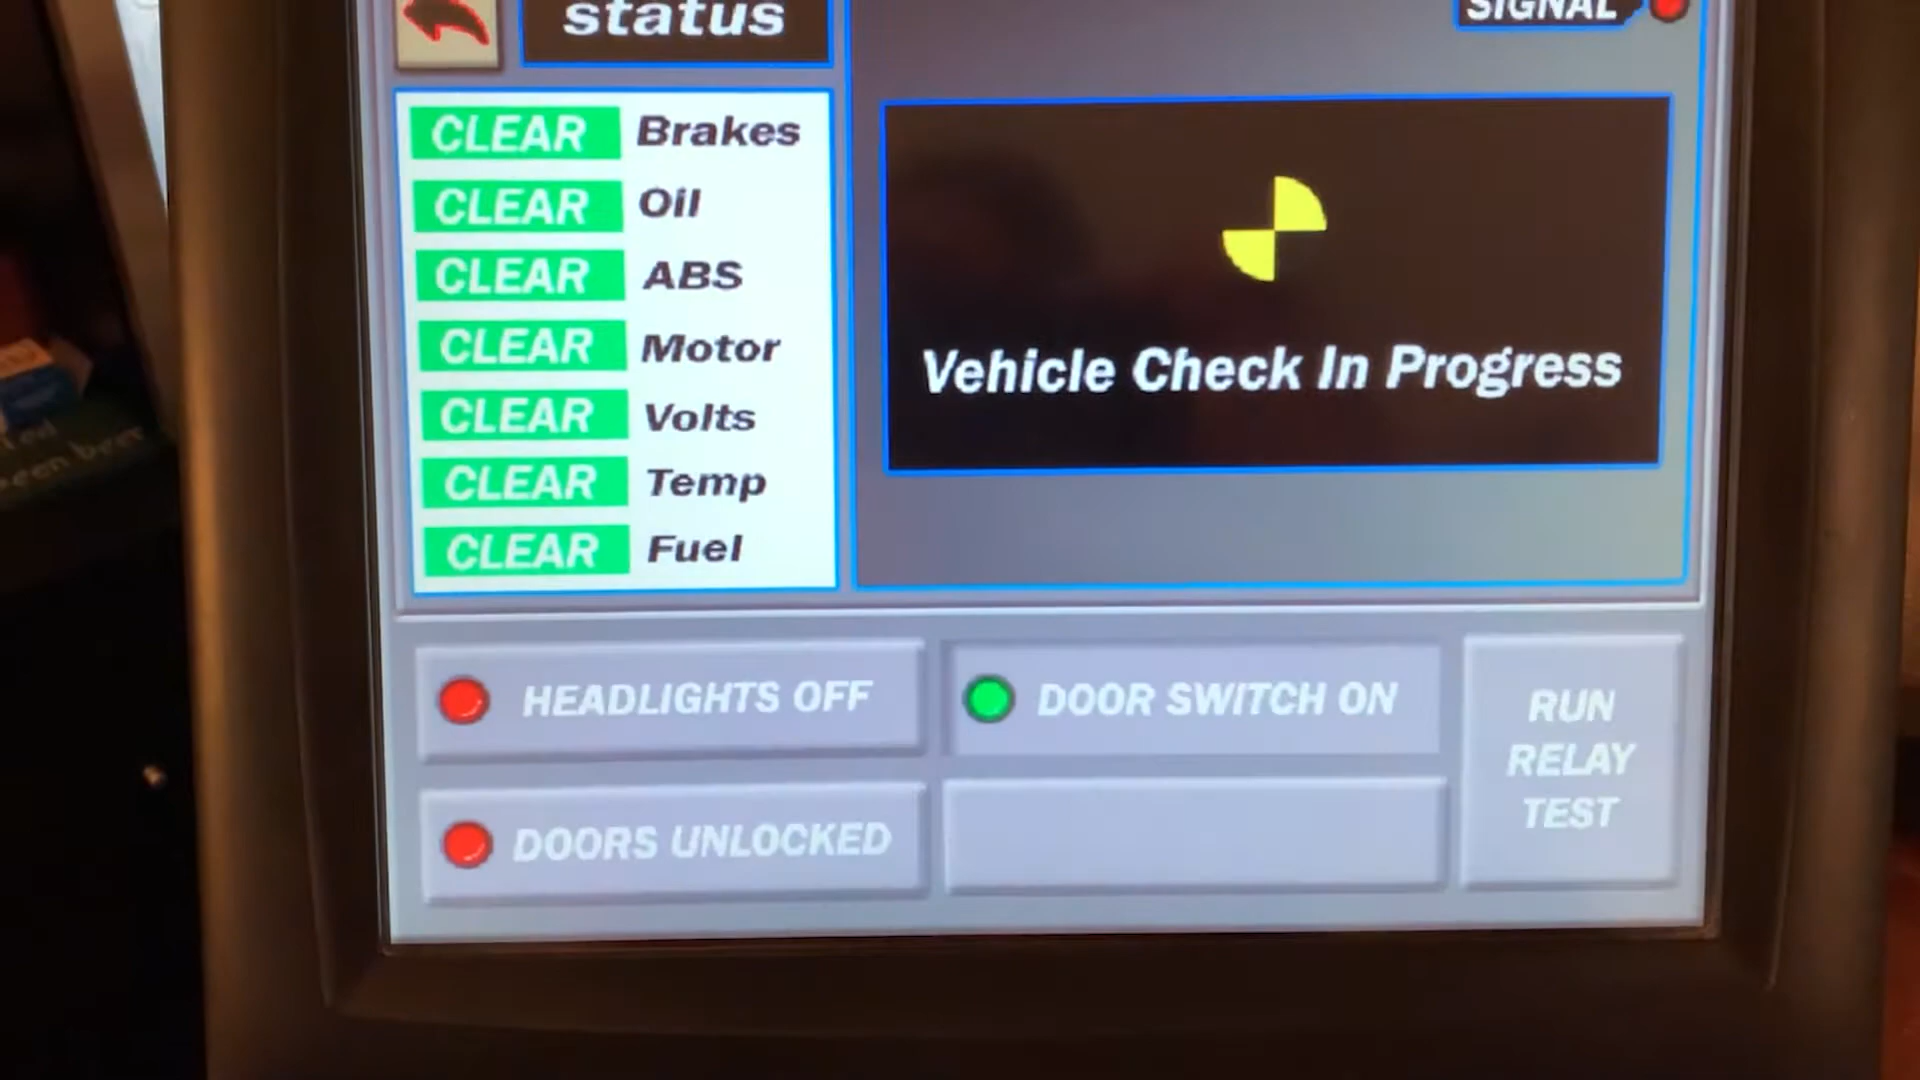 status
SIGNAL
CLEAR Brakes
CLEAR Oil
CLEAR ABS
CLEAR Motor
CLEAR Volts
CLEAR Temp
CLEAR Fuel
Vehicle Check In Progress
HEADLIGHTS OFF
DOOR SWITCH ON
DOORS UNLOCKED
RUN
RELAY
TEST
beer